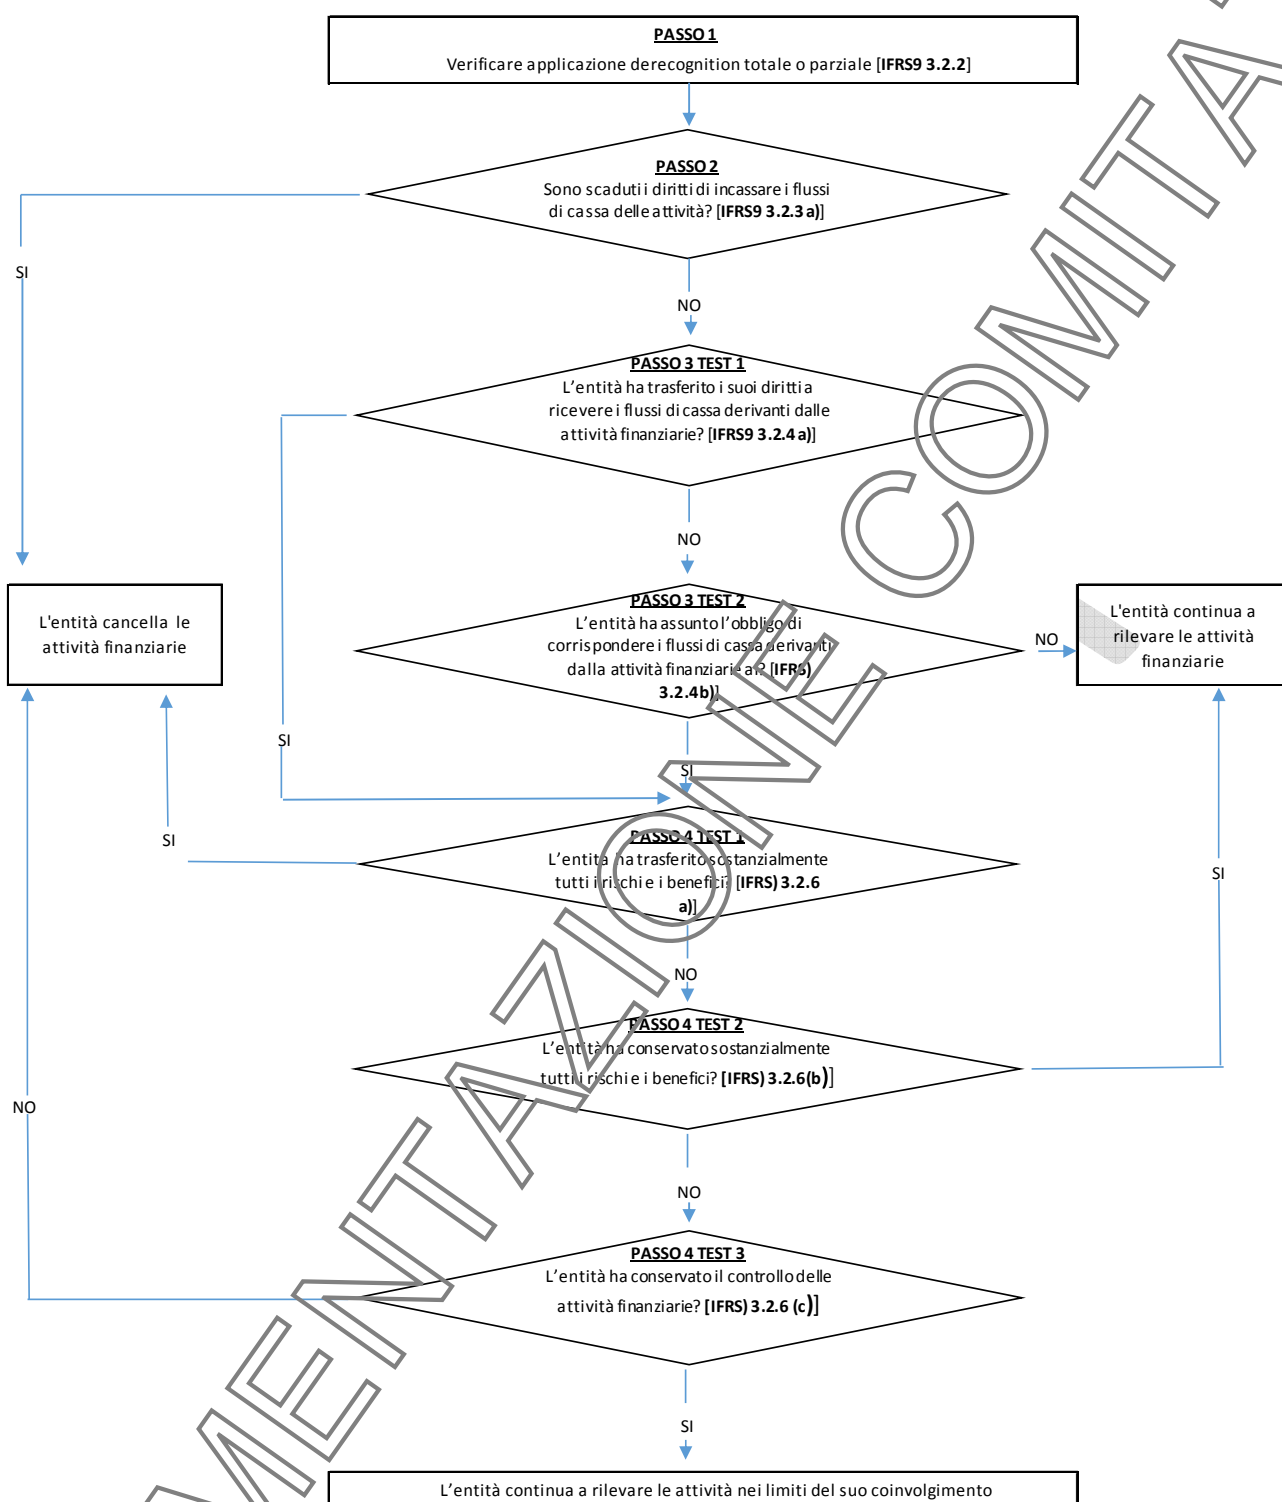 PASSO 1
Verificare applicazione derecognition totale o parziale [IFRS9 3.2.2]
PASSO 2
Sono scaduti i diritti di incassare i flussi
di cassa delle attività? [IFRS9 3.2.3 a)]
SI
NO
PASSO 3 TEST 1
L'entità ha trasferito i suoi diritti a
ricevere i flussi di cassa derivanti dalle
attività finanziarie? [IFRS9 3.2.4 a)]
NO
PASSO 3 TEST 2
L'entità ha assunto l'obbligo di
corrispondere i flussi di cassa derivanti
dalla attività finanziarie a!? [IFRS)
3.2.4b)]
NO
L'entità cancella le
attività finanziarie
L'entità continua a
rilevare le attività
finanziarie
SI
SI
PASSO 4 TEST 1
L'entità ha trasferito sostanzialmente
tutti i rischi e i benefici? [IFRS) 3.2.6
a)]
SI
SI
NO
PASSO 4 TEST 2
L'entità ha conservato sostanzialmente
tutti i rischi e i benefici? [IFRS) 3.2.6(b)]
NO
NO
PASSO 4 TEST 3
L'entità ha conservato il controllo delle
attività finanziarie? [IFRS) 3.2.6 (c)]
SI
L'entità continua a rilevare le attività nei limiti del suo coinvolgimento
MENTAZIONE COMITA